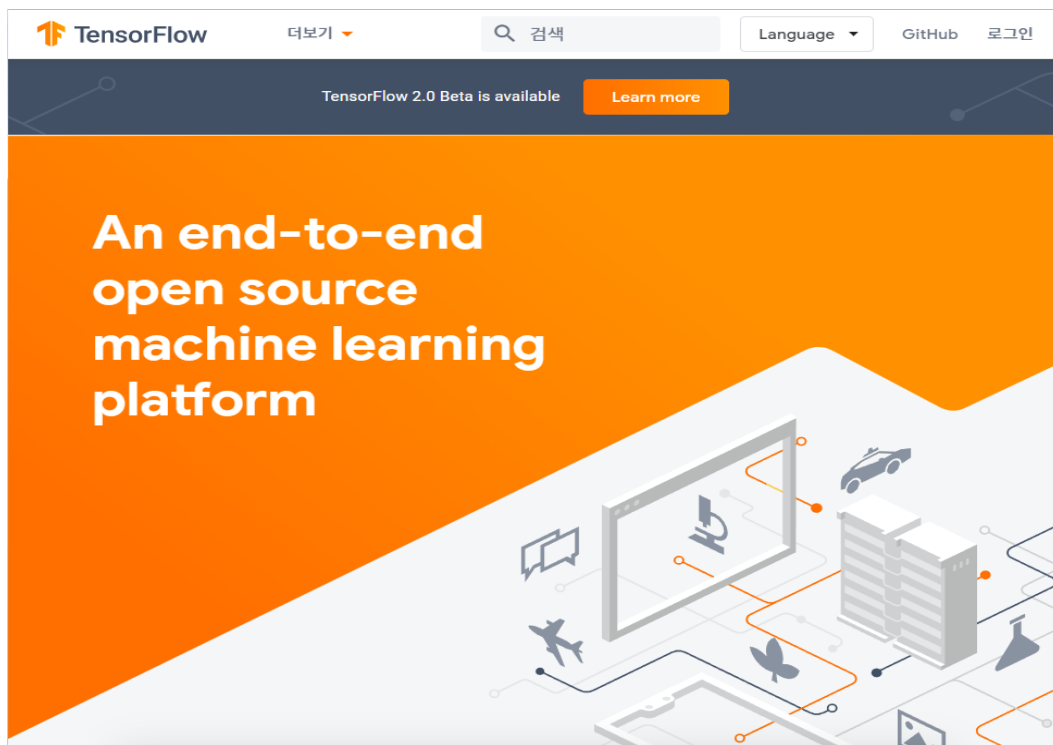 TensorFlow 더보기 검색 Language GitHub 로그인
TensorFlow 2.0 Beta is available Learn more
An end-to-end
open source
machine learning
platform